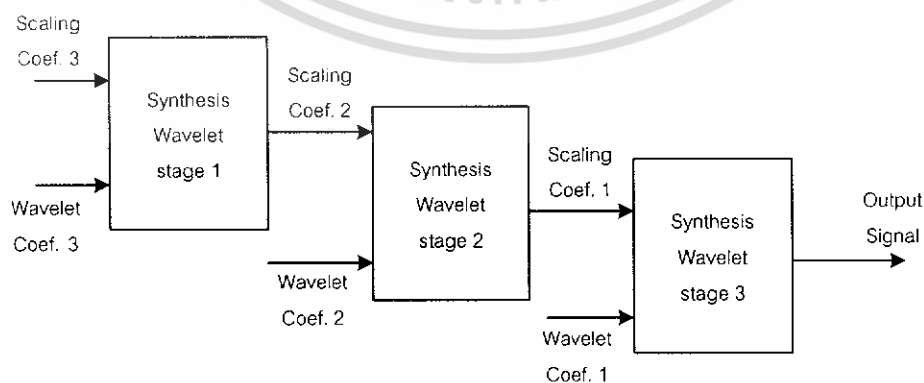 Scaling
Coef. 3
Synthesis
Wavelet
stage 1
Wavelet
Coef. 3
Scaling
Coef. 2
Synthesis
Wavelet
stage 2
Wavelet
Coef. 2
Scaling
Coef. 1
Synthesis
Wavelet
stage 3
Wavelet
Coef. 1
Output
Signal